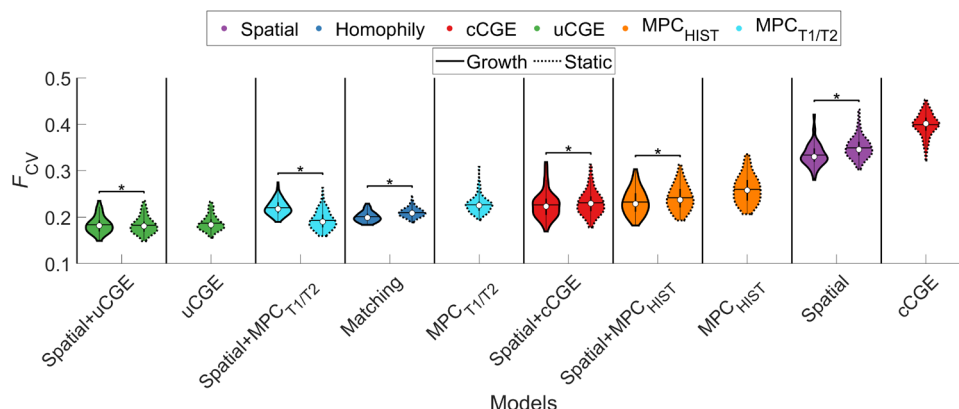 Spatial Homophily cCGE uCGE MPC_HIST MPC_T1/T2
Growth Static
F_CV
0.5
0.4
0.3
0.2
0.1
* * * * * *
Spatial+uCGE
uCGE
Spatial+MPC_T1/T2
Matching
MPC_T1/T2
Spatial+cCGE
Spatial+MPC_HIST
MPC_HIST
Spatial
cCGE
Models